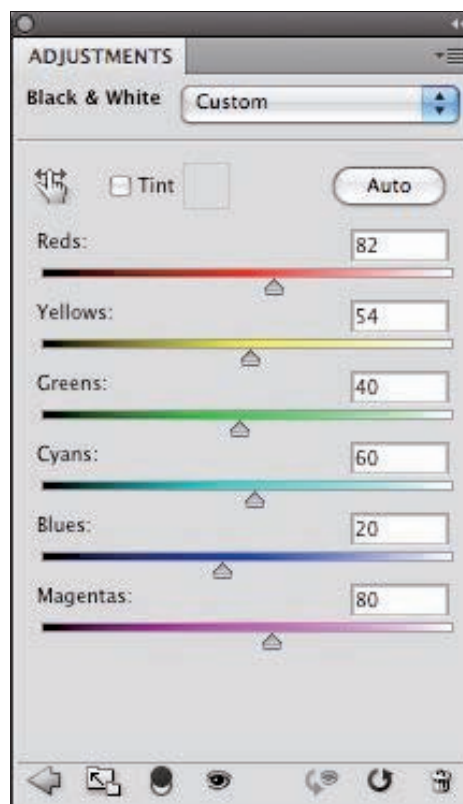 ADJUSTMENTS
Black & White Custom
Tint Auto
Reds: 82
Yellows: 54
Greens: 40
Cyans: 60
Blues: 20
Magentas: 80